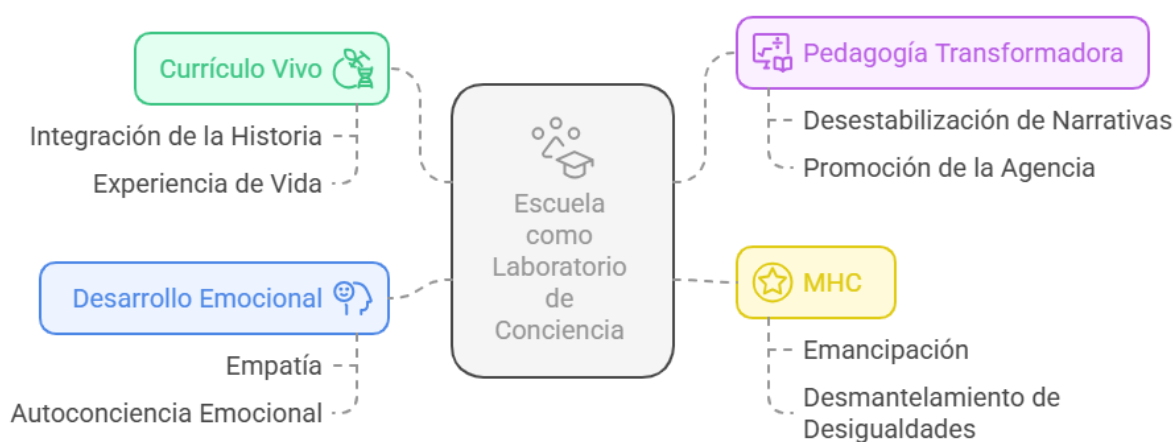 Currículo Vivo
Integración de la Historia
Experiencia de Vida
Desarrollo Emocional
Empatía
Autoconciencia Emocional
Escuela
como
Laboratorio
de
Conciencia
Pedagogía Transformadora
Desestabilización de Narrativas
Promoción de la Agencia
MHC
Emancipación
Desmantelamiento de
Desigualdades